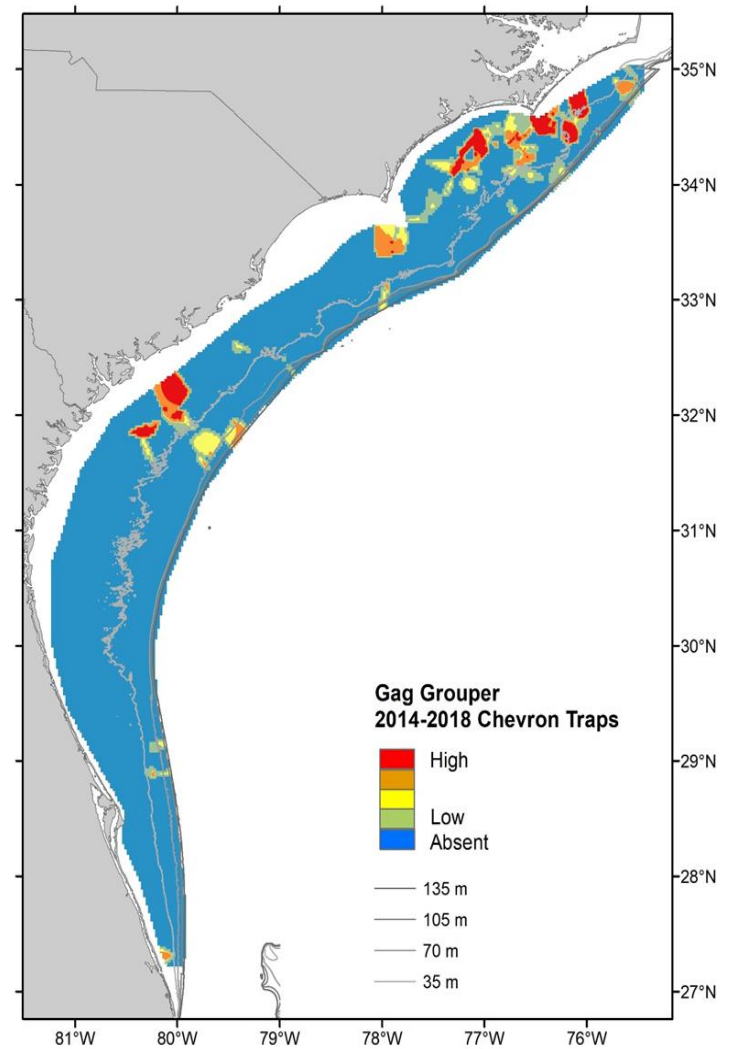 35°N
34°N
33°N
32°N
31°N
30°N
Gag Grouper
2014-2018 Chevron Traps
High
29°N
Low
Absent
28°N
135 m
105 m
70 m
35 m
27°N
81°W 80°W 79°W 78°W 77°W 76°W